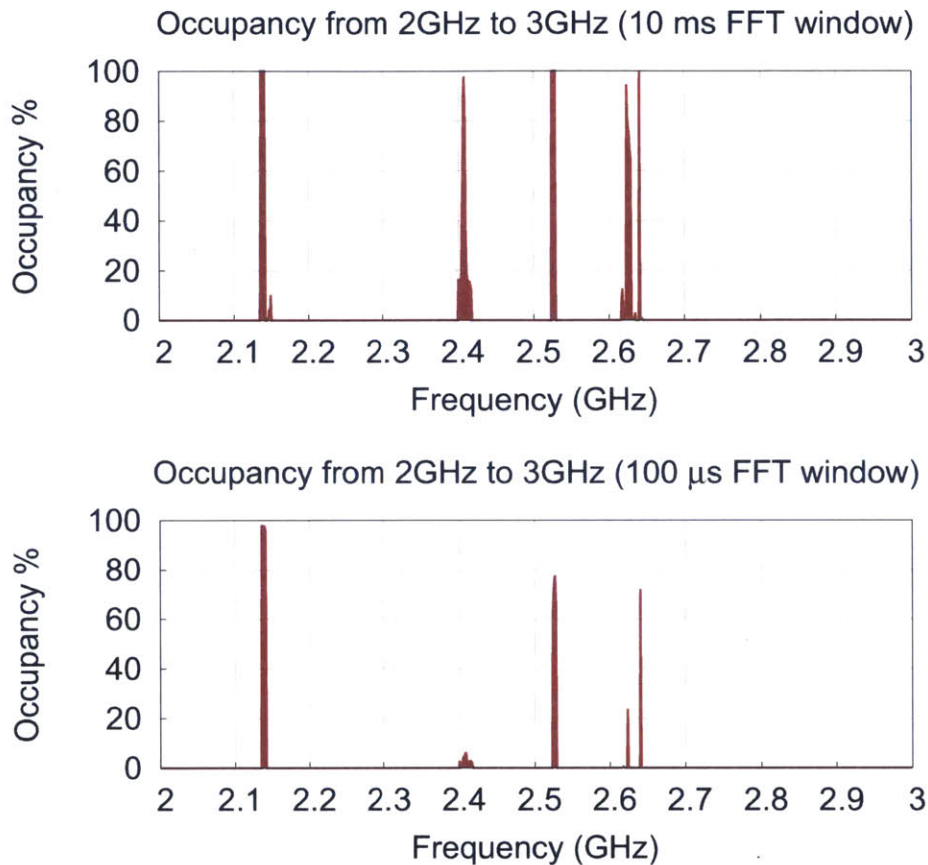 Occupancy from 2GHz to 3GHz (10 ms FFT window)
Occupancy %
100
80
60
40
20
0
2 2.1 2.2 2.3 2.4 2.5 2.6 2.7 2.8 2.9 3
Frequency (GHz)
Occupancy from 2GHz to 3GHz (100 μs FFT window)
Occupancy %
100
80
60
40
20
0
2 2.1 2.2 2.3 2.4 2.5 2.6 2.7 2.8 2.9 3
Frequency (GHz)